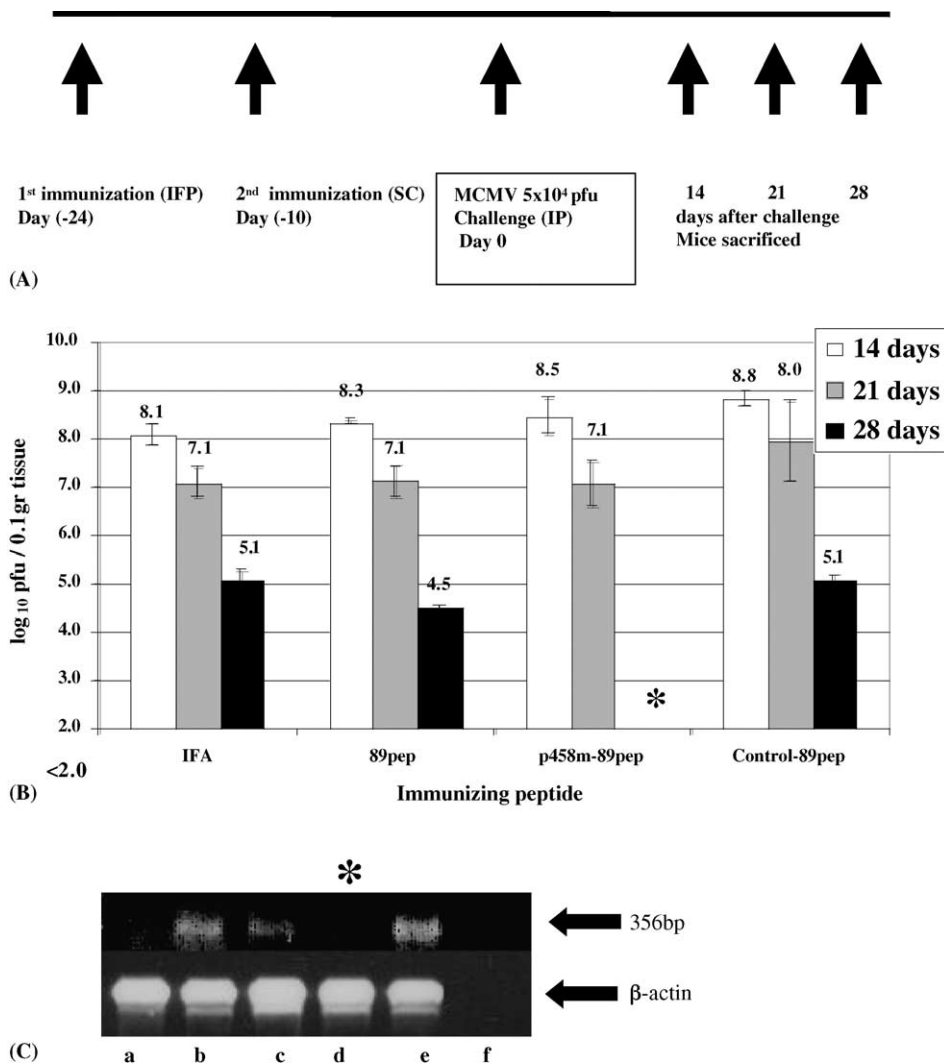 1st immunization (IFP)
Day (-24)
2nd immunization (SC)
Day (-10)
MCMV 5x10⁴ pfu
Challenge (IP)
Day 0
14 21 28
days after challenge
Mice sacrificed
(A)
10.0
9.0
8.0
7.0
6.0
5.0
4.0
3.0
2.0
<2.0
log10 pfu / 0.1gr tissue
8.1
7.1
5.1
8.3
7.1
4.5
8.5
7.1
*
8.8
8.0
5.1
14 days
21 days
28 days
IFA 89pep p458m-89pep Control-89pep
(B)
Immunizing peptide
*
356bp
β-actin
(C)
a b c d e f